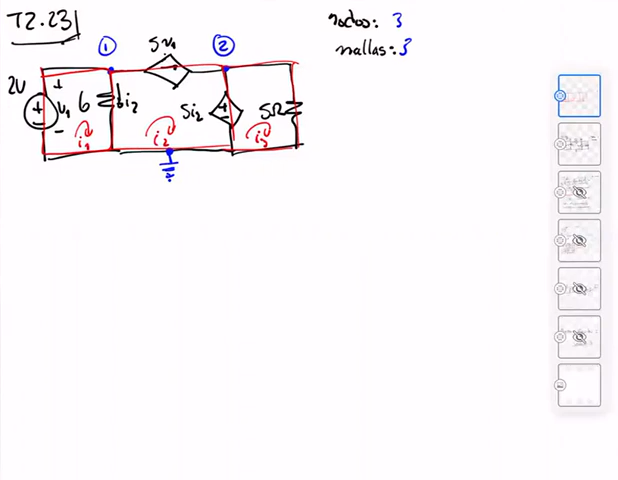 T2.23
nodos: 3
mallas: 3
① 5v₁ ②
2V + v₁ − 6 ↓i₂ 5i₂ 5Ω
i₁ i₂ i₃